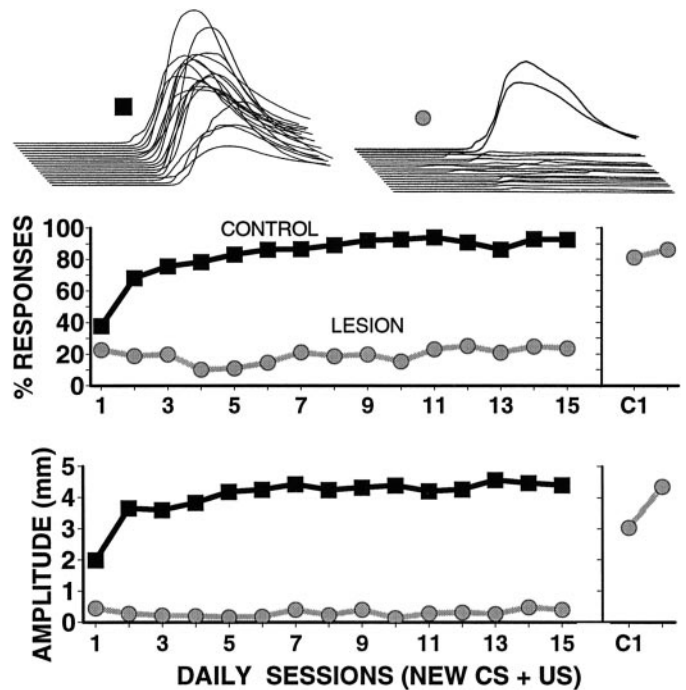 100
80
60
40
20
0
% RESPONSES
CONTROL
LESION
1 3 5 7 9 11 13 15 C1
5
4
3
2
1
0
AMPLITUDE (mm)
1 3 5 7 9 11 13 15 C1
DAILY SESSIONS (NEW CS + US)